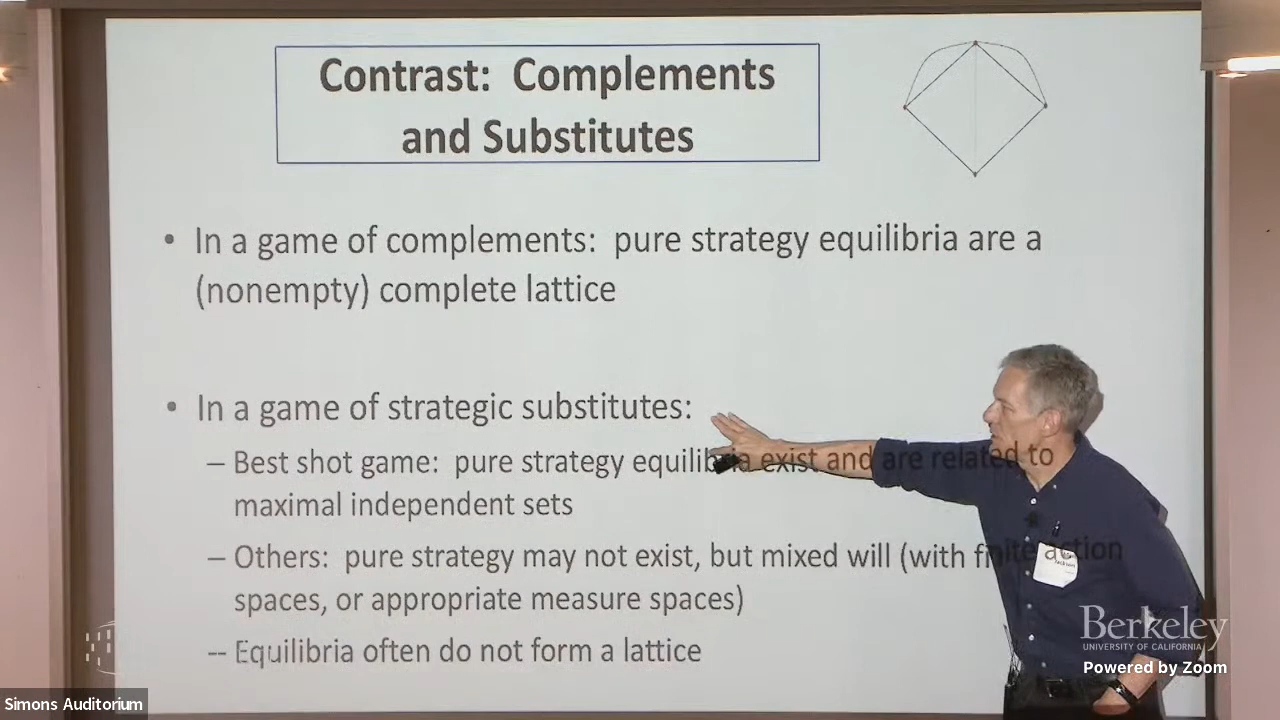 Contrast: Complements
and Substitutes
• In a game of complements: pure strategy equilibria are a
(nonempty) complete lattice
• In a game of strategic substitutes:
– Best shot game: pure strategy equilibria exist and are related to
maximal independent sets
– Others: pure strategy may not exist, but mixed will (with finite action
spaces, or appropriate measure spaces)
-- Equilibria often do not form a lattice
Berkeley
UNIVERSITY OF CALIFORNIA
Powered by Zoom
Simons Auditorium